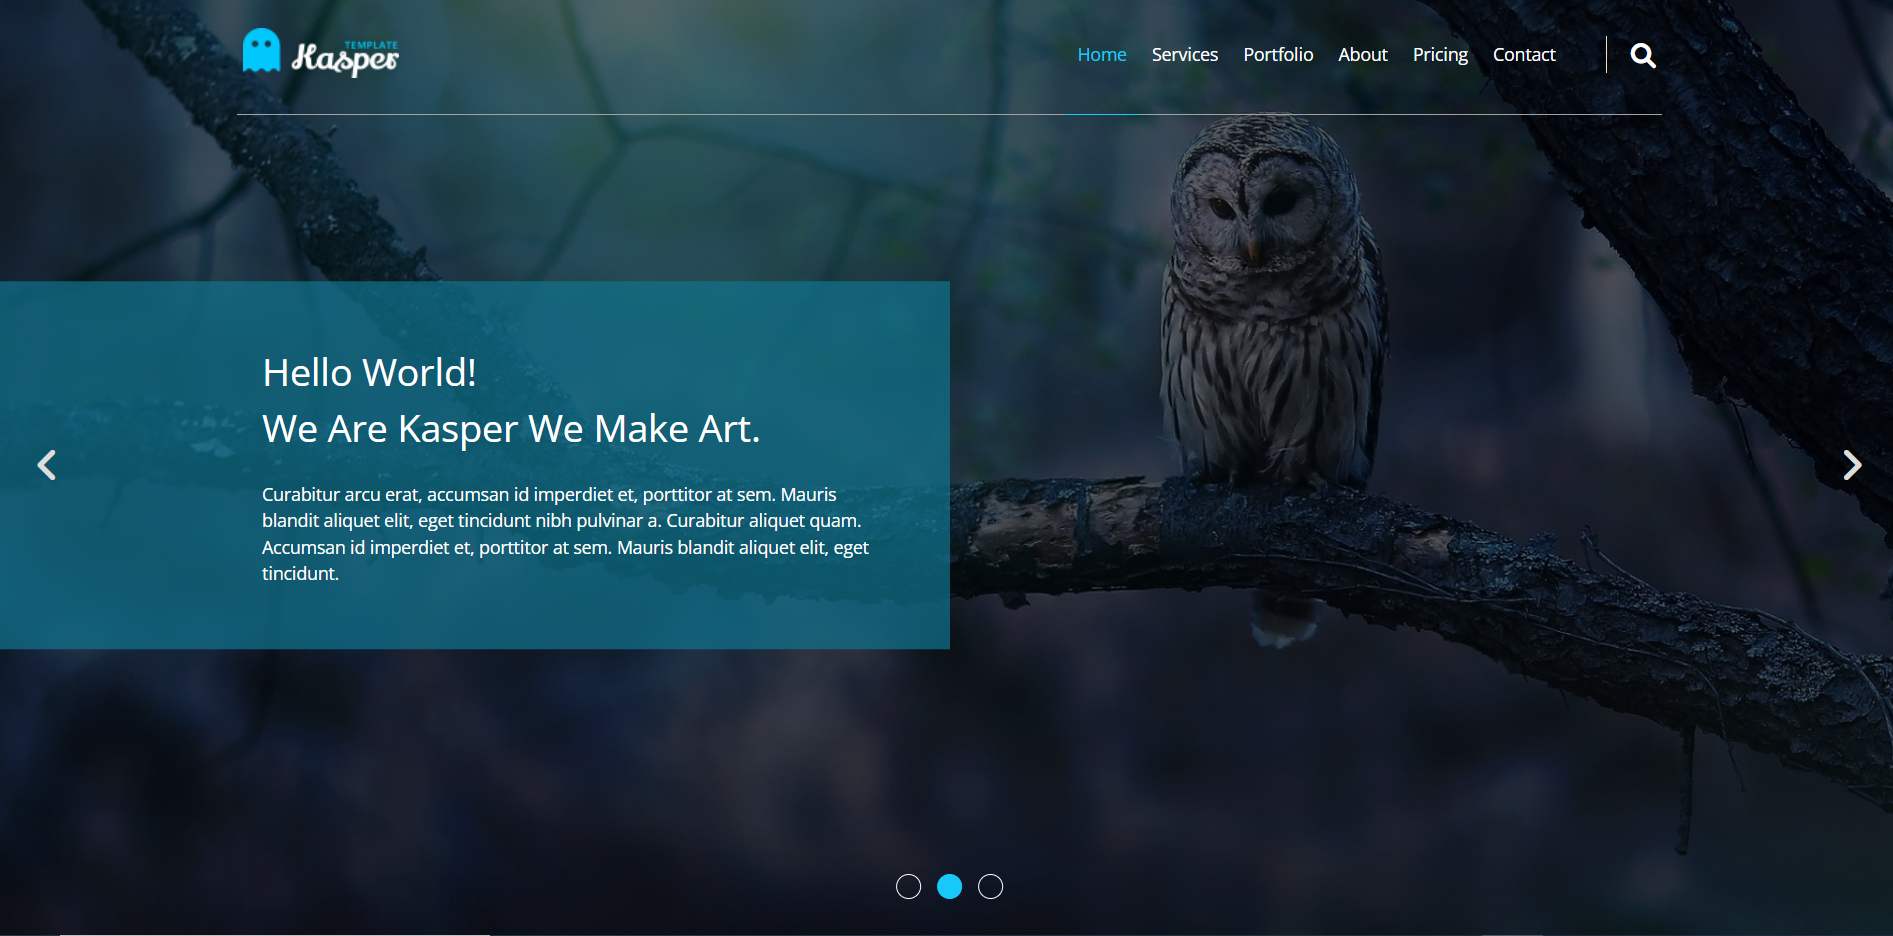 TEMPLATE
Kasper
Home Services Portfolio About Pricing Contact
Hello World!
We Are Kasper We Make Art.
Curabitur arcu erat, accumsan id imperdiet et, porttitor at sem. Mauris
blandit aliquet elit, eget tincidunt nibh pulvinar a. Curabitur aliquet quam.
Accumsan id imperdiet et, porttitor at sem. Mauris blandit aliquet elit, eget
tincidunt.